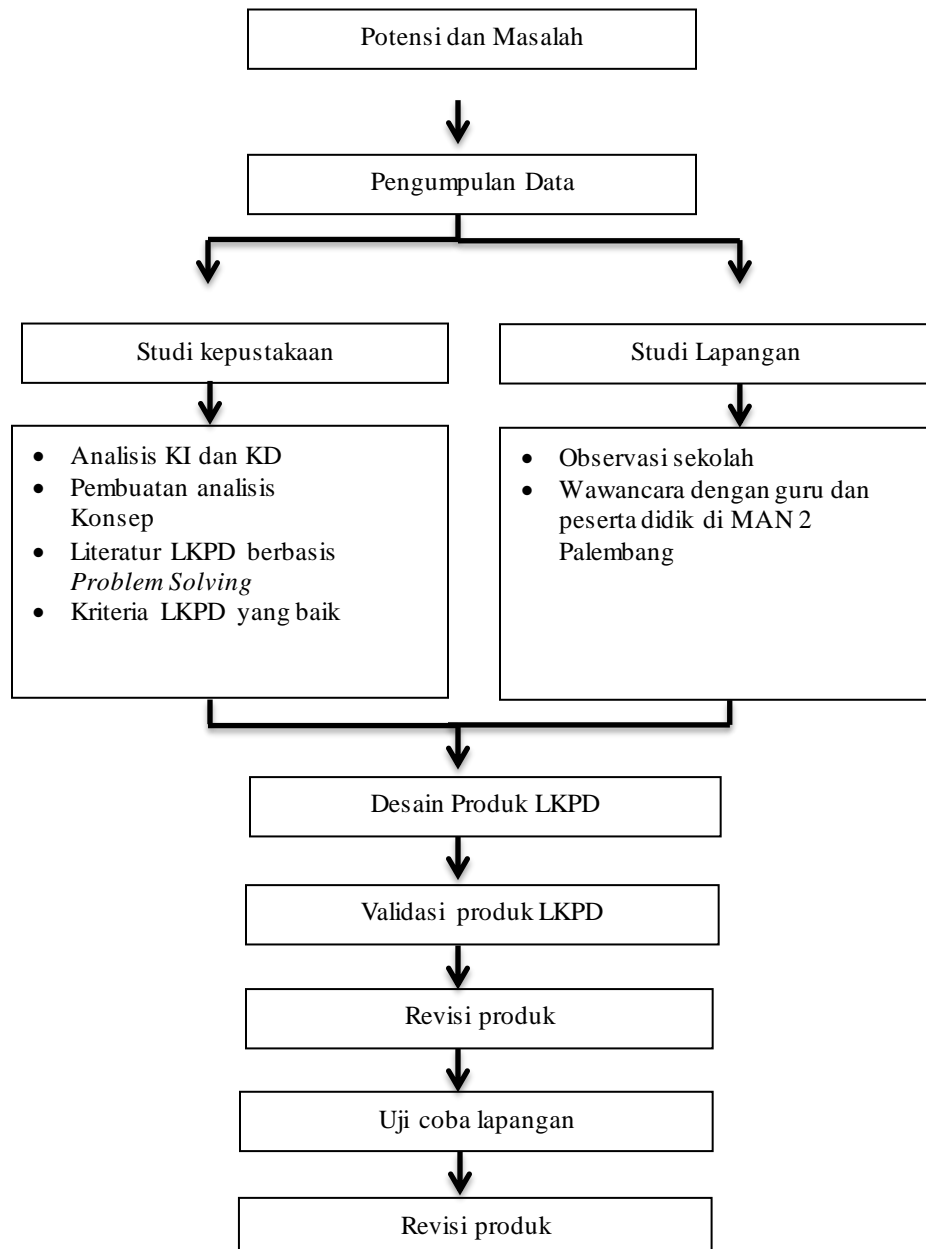 Potensi dan Masalah
Pengumpulan Data
Studi kepustakaan
Studi Lapangan
• Analisis KI dan KD
• Pembuatan analisis
Konsep
• Literatur LKPD berbasis
Problem Solving
• Kriteria LKPD yang baik
• Observasi sekolah
• Wawancara dengan guru dan
peserta didik di MAN 2
Palembang
Desain Produk LKPD
Validasi produk LKPD
Revisi produk
Uji coba lapangan
Revisi produk